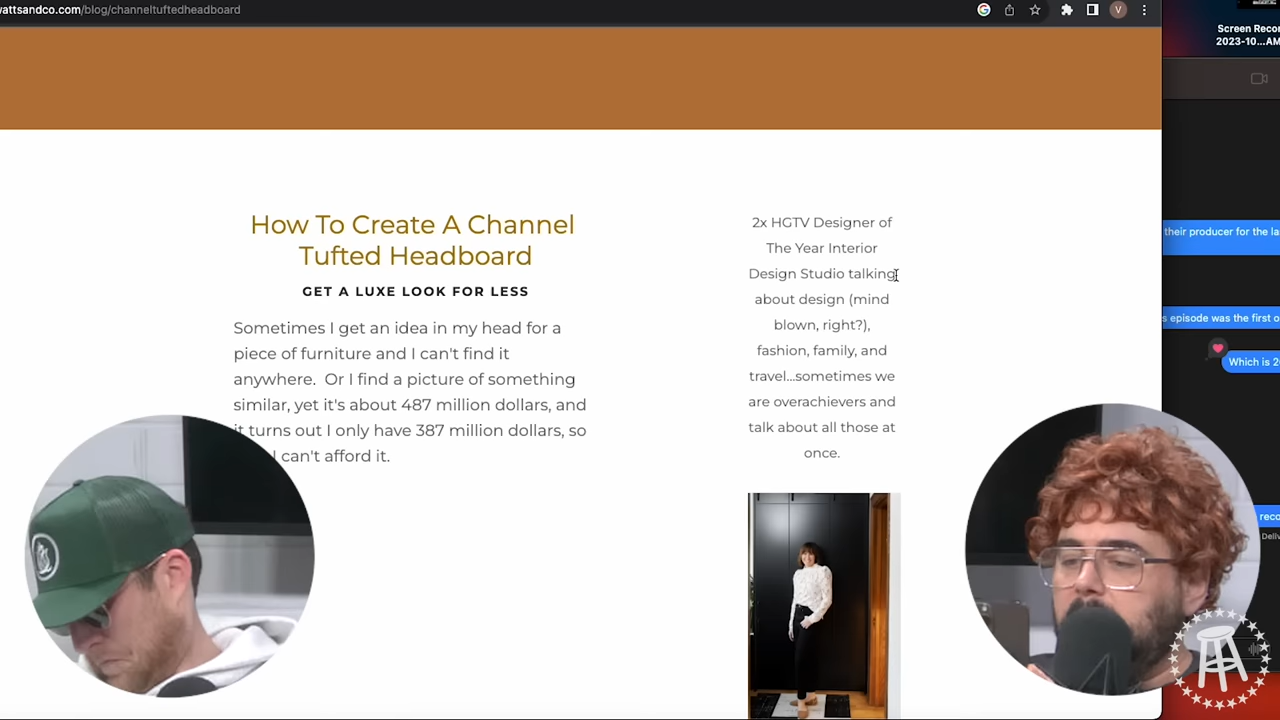 wattsandco.com/blog/channeltuftedheadboard
V
Screen Recor
2023-10...AM
How To Create A Channel
Tufted Headboard
GET A LUXE LOOK FOR LESS
Sometimes I get an idea in my head for a
piece of furniture and I can't find it
anywhere. Or I find a picture of something
similar, yet it's about 487 million dollars, and
it turns out I only have 387 million dollars, so
I can't afford it.
2x HGTV Designer of
The Year Interior
Design Studio talking
about design (mind
blown, right?),
fashion, family, and
travel...sometimes we
are overachievers and
talk about all those at
once.
their producer for the la
s episode was the first o
Which is 2
reco
Deliv